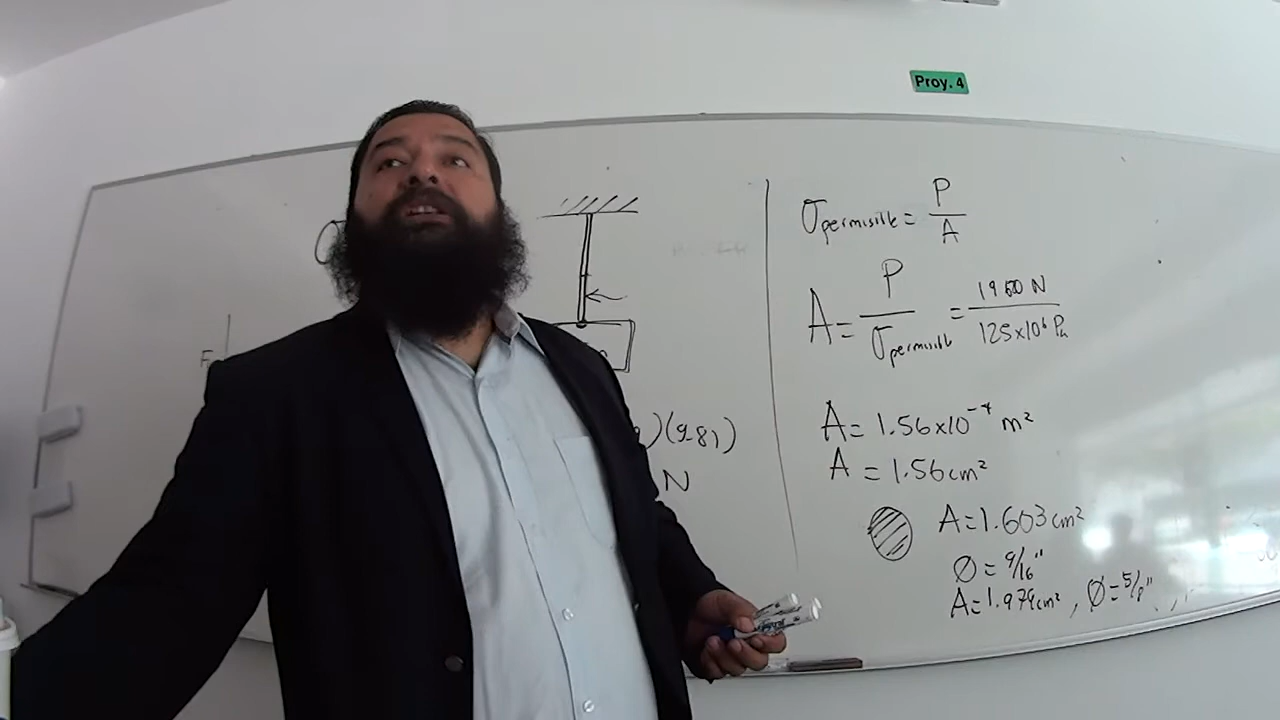 Proy. 4
σpermisible = P/A
A = P/σpermisible = 19600 N/125x10⁶ Pa
A = 1.56x10⁻⁴ m²
A = 1.56 cm²
A = 1.603 cm²
Ø = 9/16"
A = 1.979 cm², Ø = 5/8"
F
)(9.81)
N